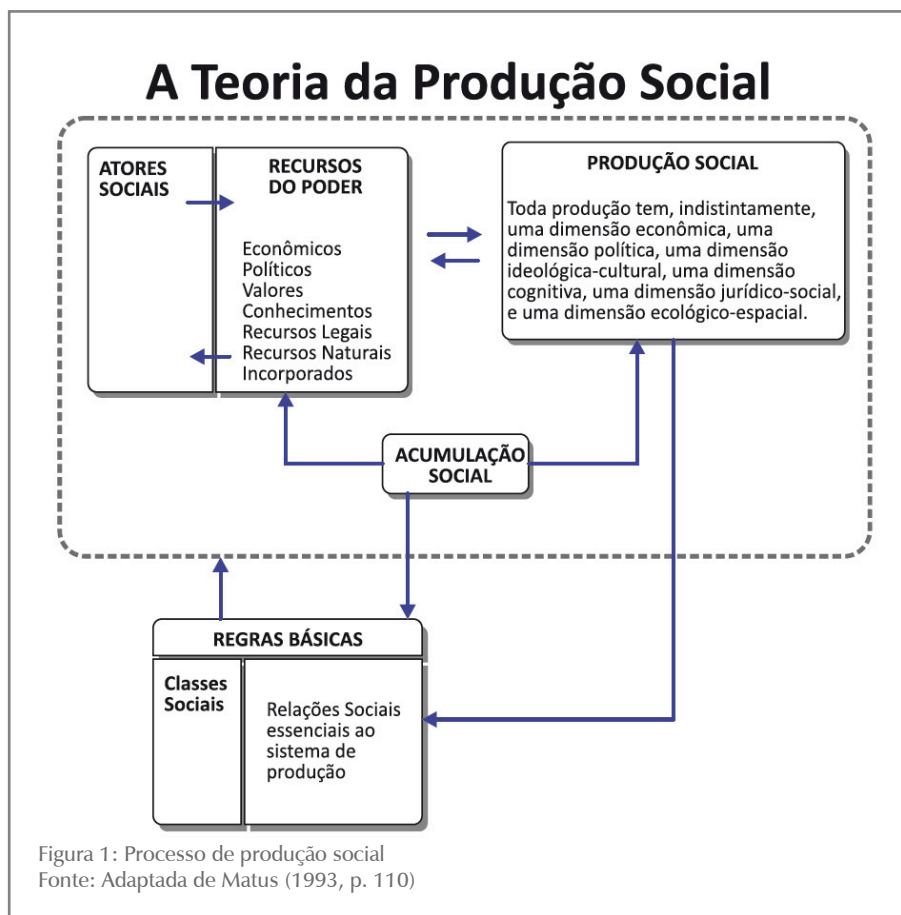 A Teoria da Produção Social
ATORES
SOCIAIS
RECURSOS
DO PODER
Econômicos
Políticos
Valores
Conhecimentos
Recursos Legais
Recursos Naturais
Incorporados
PRODUÇÃO SOCIAL
Toda produção tem, indistintamente,
uma dimensão econômica, uma
dimensão política, uma dimensão
ideológica-cultural, uma dimensão
cognitiva, uma dimensão jurídico-social,
e uma dimensão ecológico-espacial.
ACUMULAÇÃO
SOCIAL
REGRAS BÁSICAS
Classes
Sociais
Relações Sociais
essenciais ao
sistema de
produção
Figura 1: Processo de produção social
Fonte: Adaptada de Matus (1993, p. 110)